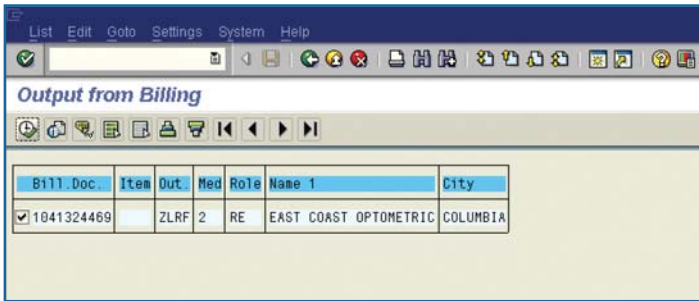 List Edit Goto Settings System Help
Output from Billing
Bill.Doc. Item Out. Med Role Name 1 City
1041324469 ZLRF 2 RE EAST COAST OPTOMETRIC COLUMBIA